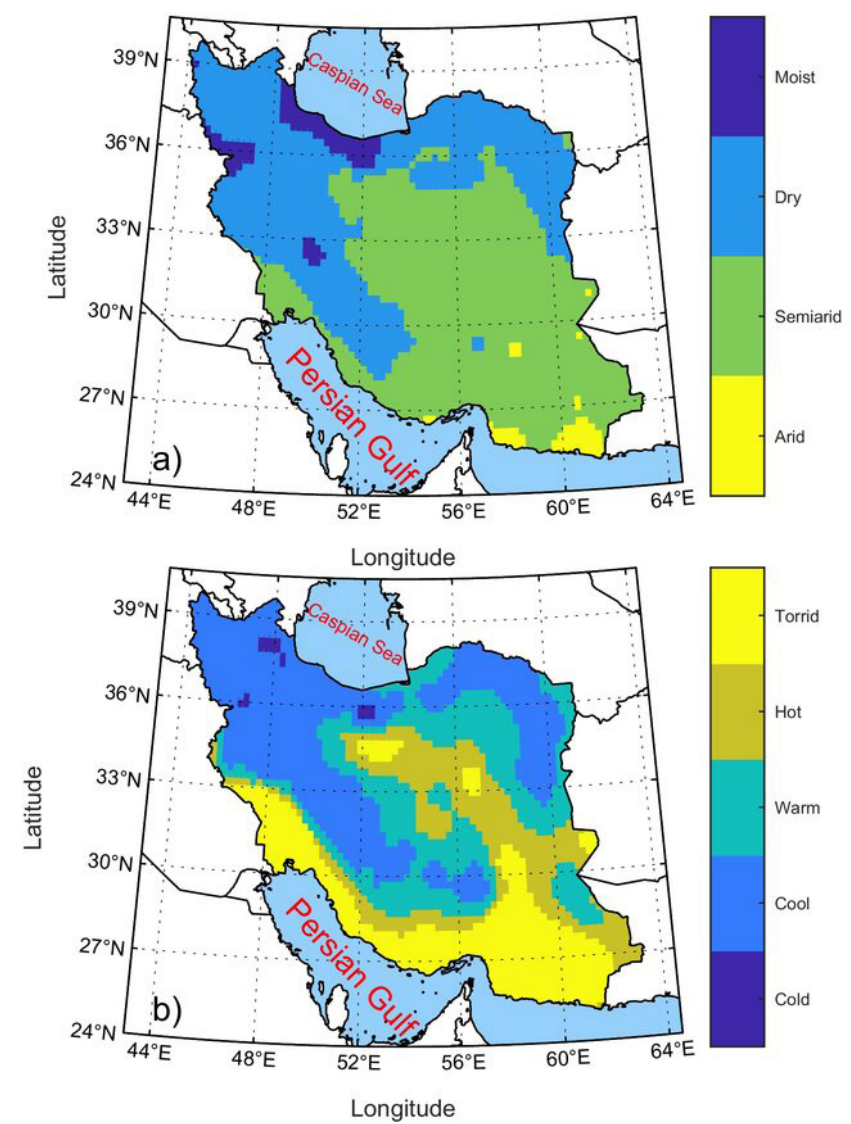 39°N
36°N
33°N
30°N
27°N
24°N
Latitude
Caspian Sea
Persian Gulf
a)
44°E
48°E
52°E
56°E
60°E
64°E
Longitude
Moist
Dry
Semiarid
Arid
39°N
36°N
33°N
30°N
27°N
24°N
Latitude
Caspian Sea
Persian Gulf
b)
44°E
48°E
52°E
56°E
60°E
64°E
Longitude
Torrid
Hot
Warm
Cool
Cold